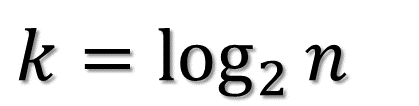 k = log₂ n